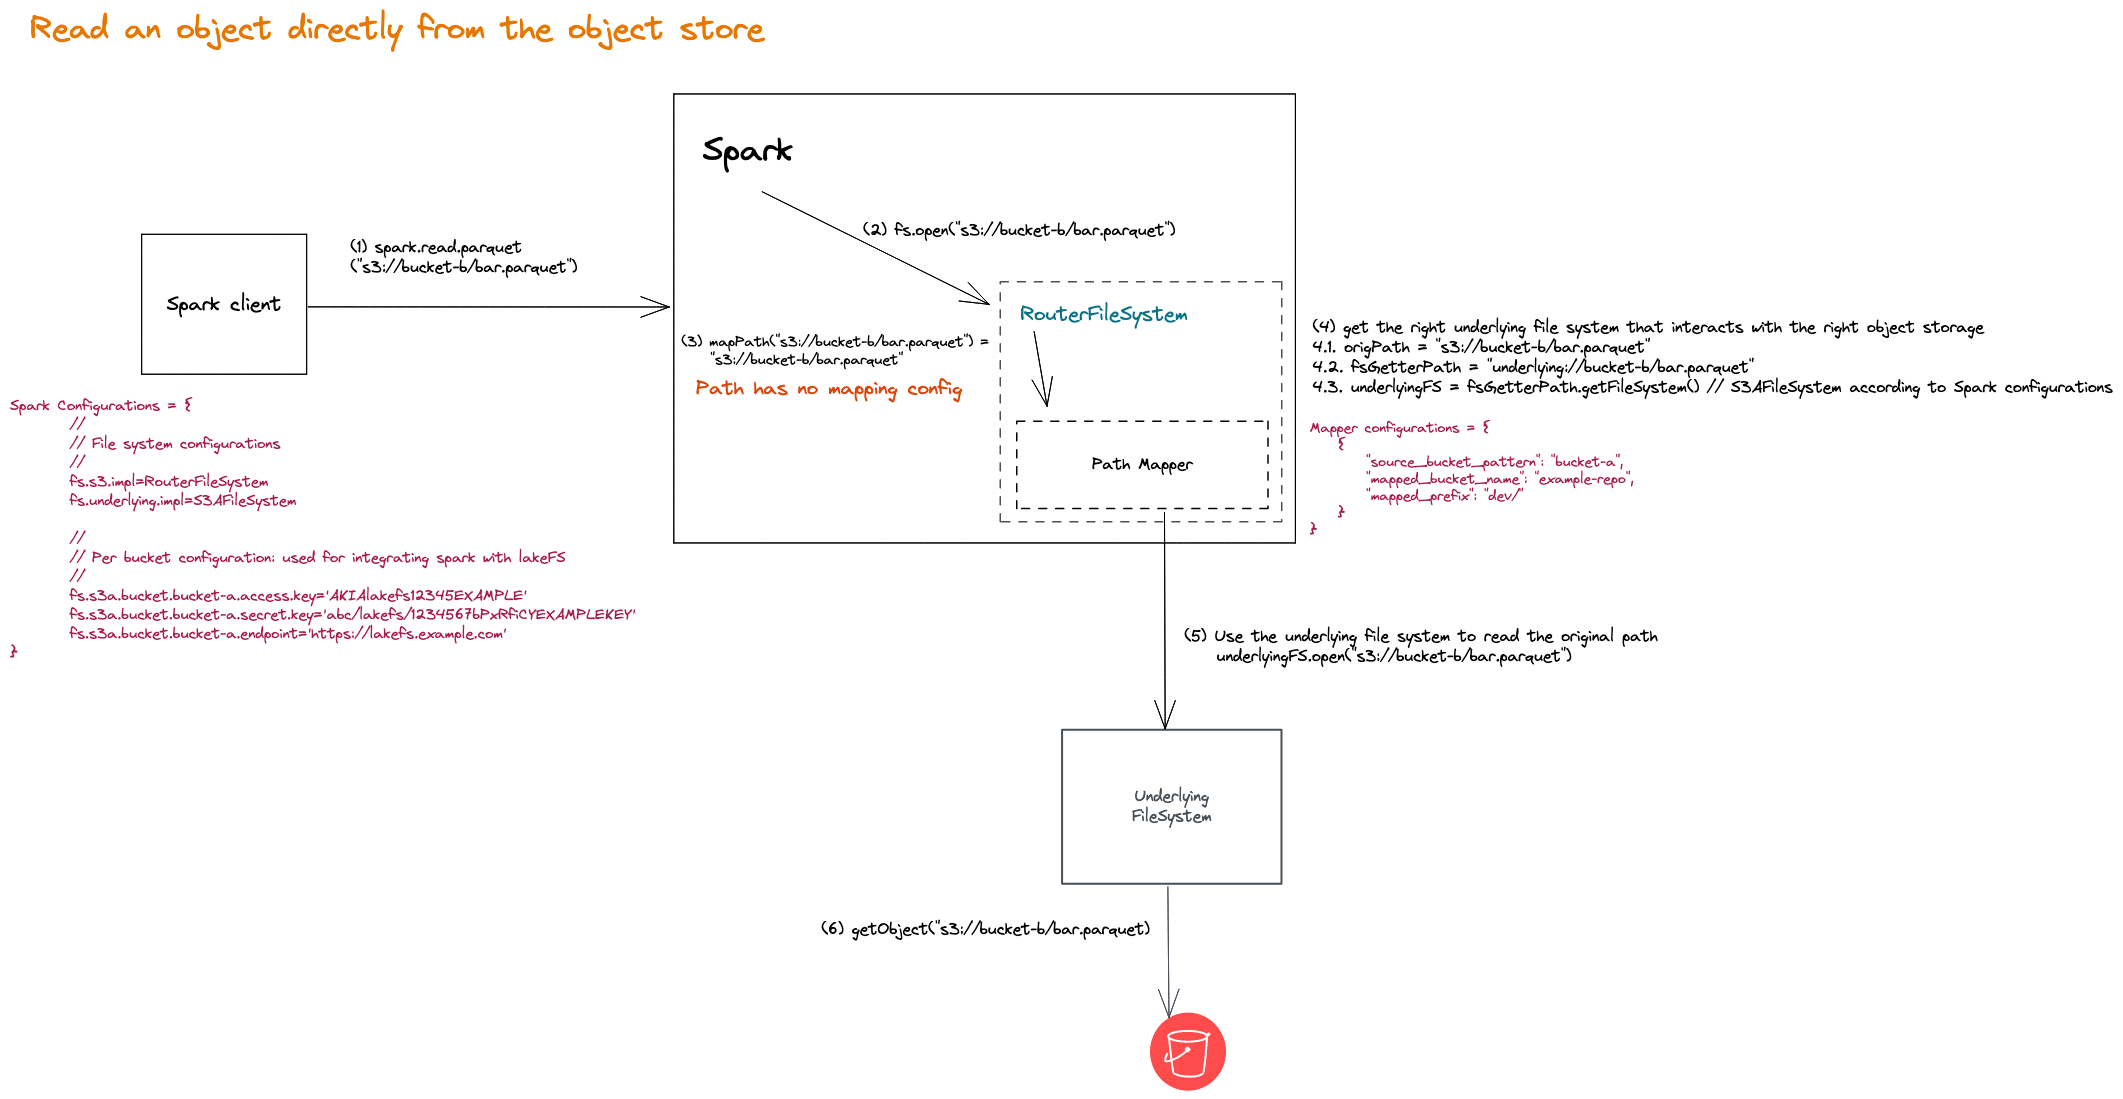 Read an object directly from the object store
Spark
(2) fs.open("s3://bucket-b/bar.parquet")
(1) spark.read.parquet
("s3://bucket-b/bar.parquet")
Spark client
RouterFileSystem
(3) mapPath("s3://bucket-b/bar.parquet") =
"s3://bucket-b/bar.parquet"
Path has no mapping config
Path Mapper
(4) get the right underlying file system that interacts with the right object storage
4.1. origPath = "s3://bucket-b/bar.parquet"
4.2. fsGetterPath = "underlying://bucket-b/bar.parquet"
4.3. underlyingFS = fsGetterPath.getFileSystem() // S3AFileSystem according to Spark configurations
Mapper configurations = {
{
"source_bucket_pattern": "bucket-a",
"mapped_bucket_name": "example-repo",
"mapped_prefix": "dev/"
}
}
Spark Configurations = {
//
// File system configurations
//
fs.s3.impl=RouterFileSystem
fs.underlying.impl=S3AFileSystem
//
// Per bucket configuration: used for integrating spark with lakeFS
//
fs.s3a.bucket.bucket-a.access.key='AKIAlakefs12345EXAMPLE'
fs.s3a.bucket.bucket-a.secret.key='abc/lakefs/1234567bPxRfiCYEXAMPLEKEY'
fs.s3a.bucket.bucket-a.endpoint='https://lakefs.example.com'
}
(5) Use the underlying file system to read the original path
underlyingFS.open("s3://bucket-b/bar.parquet")
Underlying
FileSystem
(6) getObject("s3://bucket-b/bar.parquet)